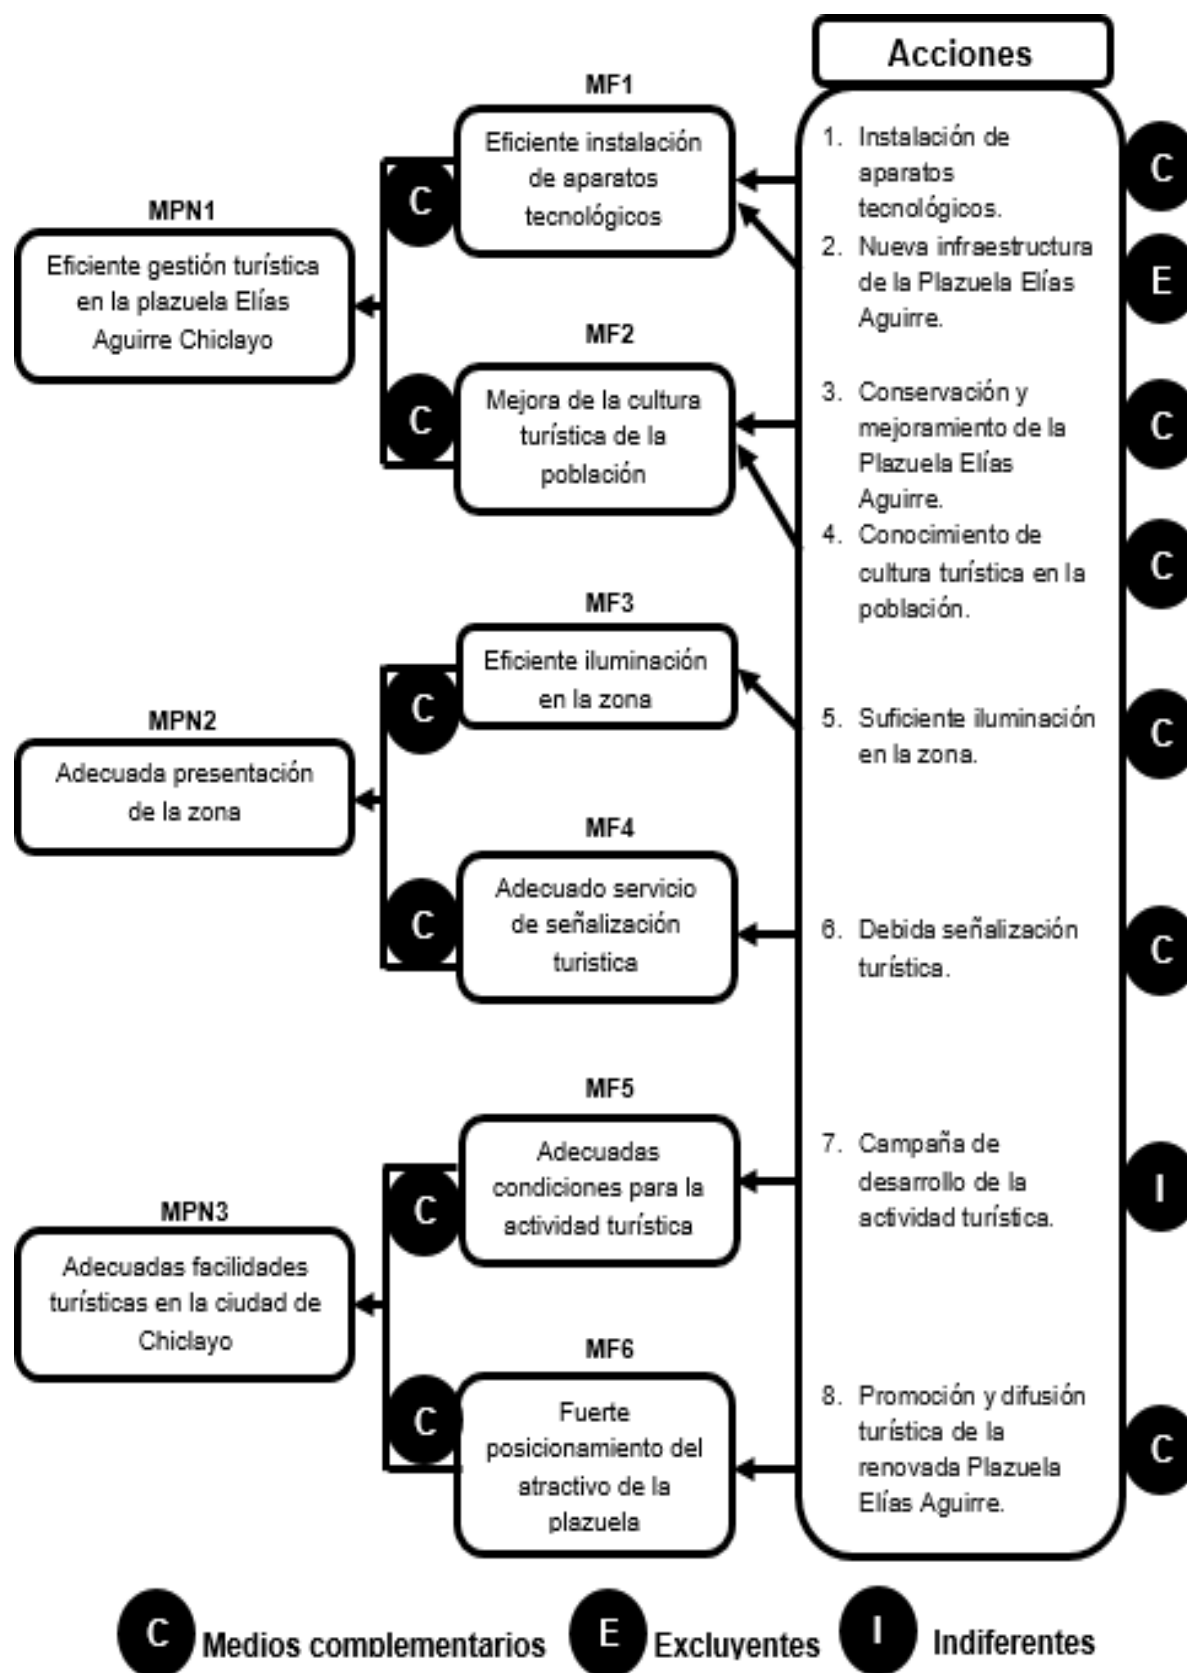 Acciones
MPN1
Eficiente gestión turística
en la plazuela Elías
Aguirre Chiclayo
C
C
MF1
Eficiente instalación
de aparatos
tecnológicos
MF2
Mejora de la cultura
turística de la
población
1. Instalación de
aparatos
tecnológicos.
C
2. Nueva infraestructura
de la Plazuela Elías
Aguirre.
E
3. Conservación y
mejoramiento de la
Plazuela Elías
Aguirre.
C
4. Conocimiento de
cultura turística en la
población.
C
MPN2
Adecuada presentación
de la zona
C
C
MF3
Eficiente iluminación
en la zona
MF4
Adecuado servicio
de señalización
turistica
5. Suficiente iluminación
en la zona.
C
6. Debida señalización
turística.
C
MPN3
Adecuadas facilidades
turísticas en la ciudad de
Chiclayo
C
C
MF5
Adecuadas
condiciones para la
actividad turística
MF6
Fuerte
posicionamiento del
atractivo de la
plazuela
7. Campaña de
desarrollo de la
actividad turística.
I
8. Promoción y difusión
turística de la
renovada Plazuela
Elías Aguirre.
C
C Medios complementarios E Excluyentes I Indiferentes